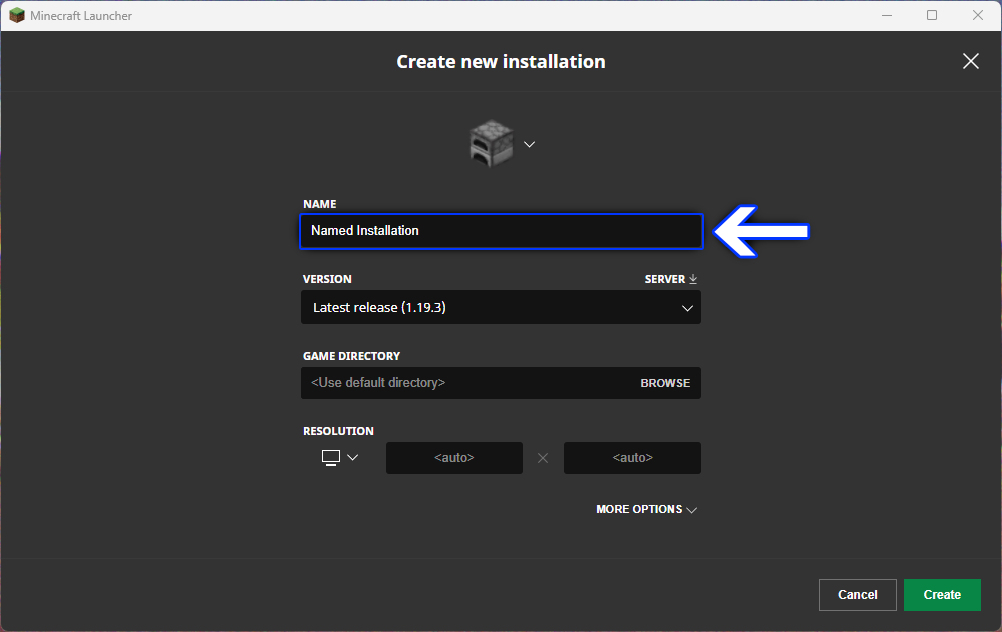 Minecraft Launcher
Create new installation
NAME
Named Installation
VERSION SERVER
Latest release (1.19.3)
GAME DIRECTORY
<Use default directory> BROWSE
RESOLUTION
<auto> <auto>
MORE OPTIONS
Cancel Create